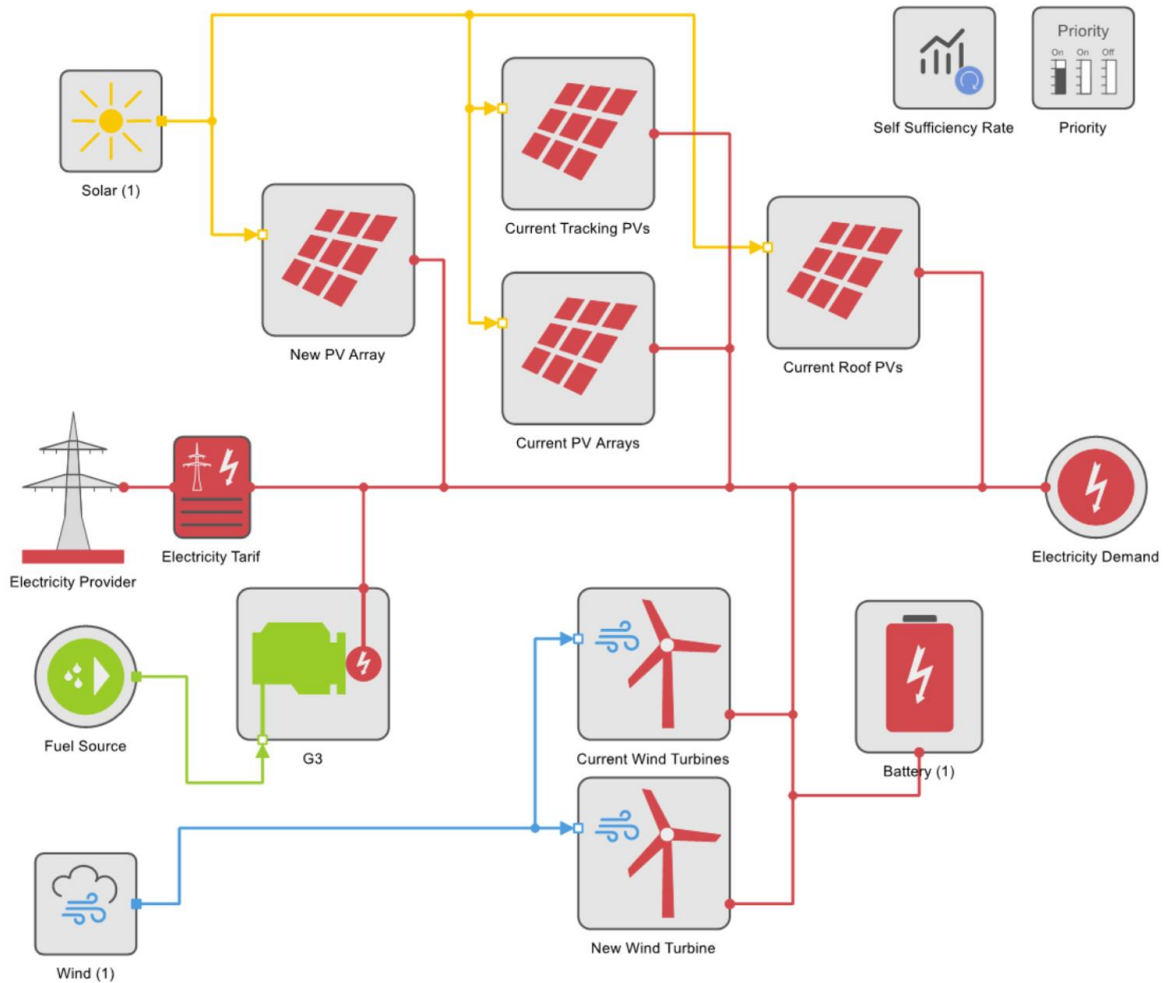 Priority
On On Off
Self Sufficiency Rate
Priority
Solar (1)
Current Tracking PVs
New PV Array
Current Roof PVs
Current PV Arrays
Electricity Tarif
Electricity Demand
Electricity Provider
Fuel Source
G3
Current Wind Turbines
Battery (1)
New Wind Turbine
Wind (1)